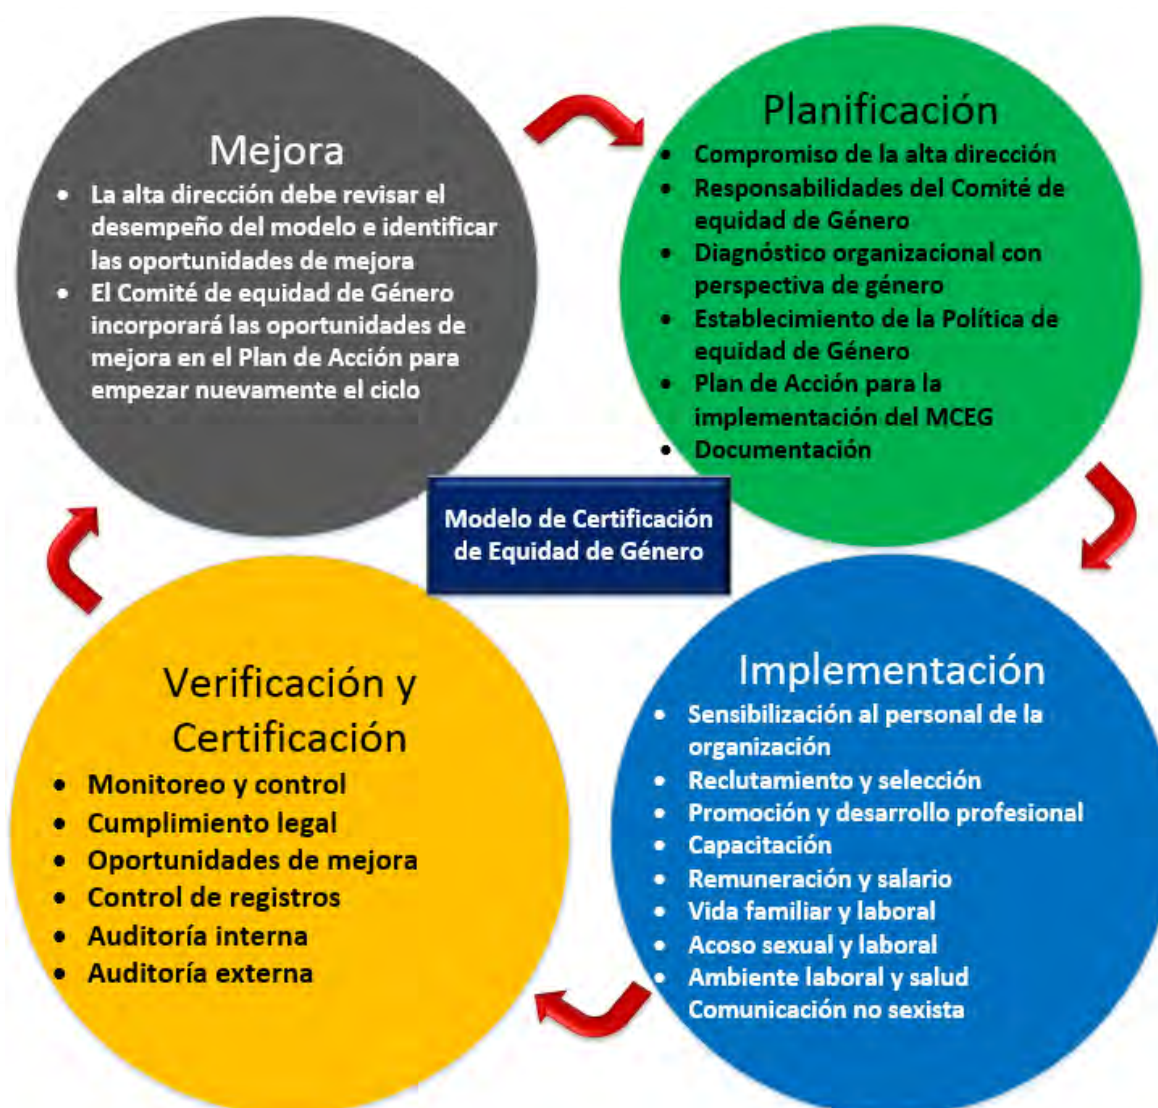 Mejora
• La alta dirección debe revisar el
desempeño del modelo e identificar
las oportunidades de mejora
• El Comité de equidad de Género
incorporará las oportunidades de
mejora en el Plan de Acción para
empezar nuevamente el ciclo
Planificación
• Compromiso de la alta dirección
• Responsabilidades del Comité de
equidad de Género
• Diagnóstico organizacional con
perspectiva de género
• Establecimiento de la Política de
equidad de Género
• Plan de Acción para la
implementación del MCEG
• Documentación
Modelo de Certificación
de Equidad de Género
Verificación y
Certificación
• Monitoreo y control
• Cumplimiento legal
• Oportunidades de mejora
• Control de registros
• Auditoría interna
• Auditoría externa
Implementación
• Sensibilización al personal de la
organización
• Reclutamiento y selección
• Promoción y desarrollo profesional
• Capacitación
• Remuneración y salario
• Vida familiar y laboral
• Acoso sexual y laboral
• Ambiente laboral y salud
Comunicación no sexista